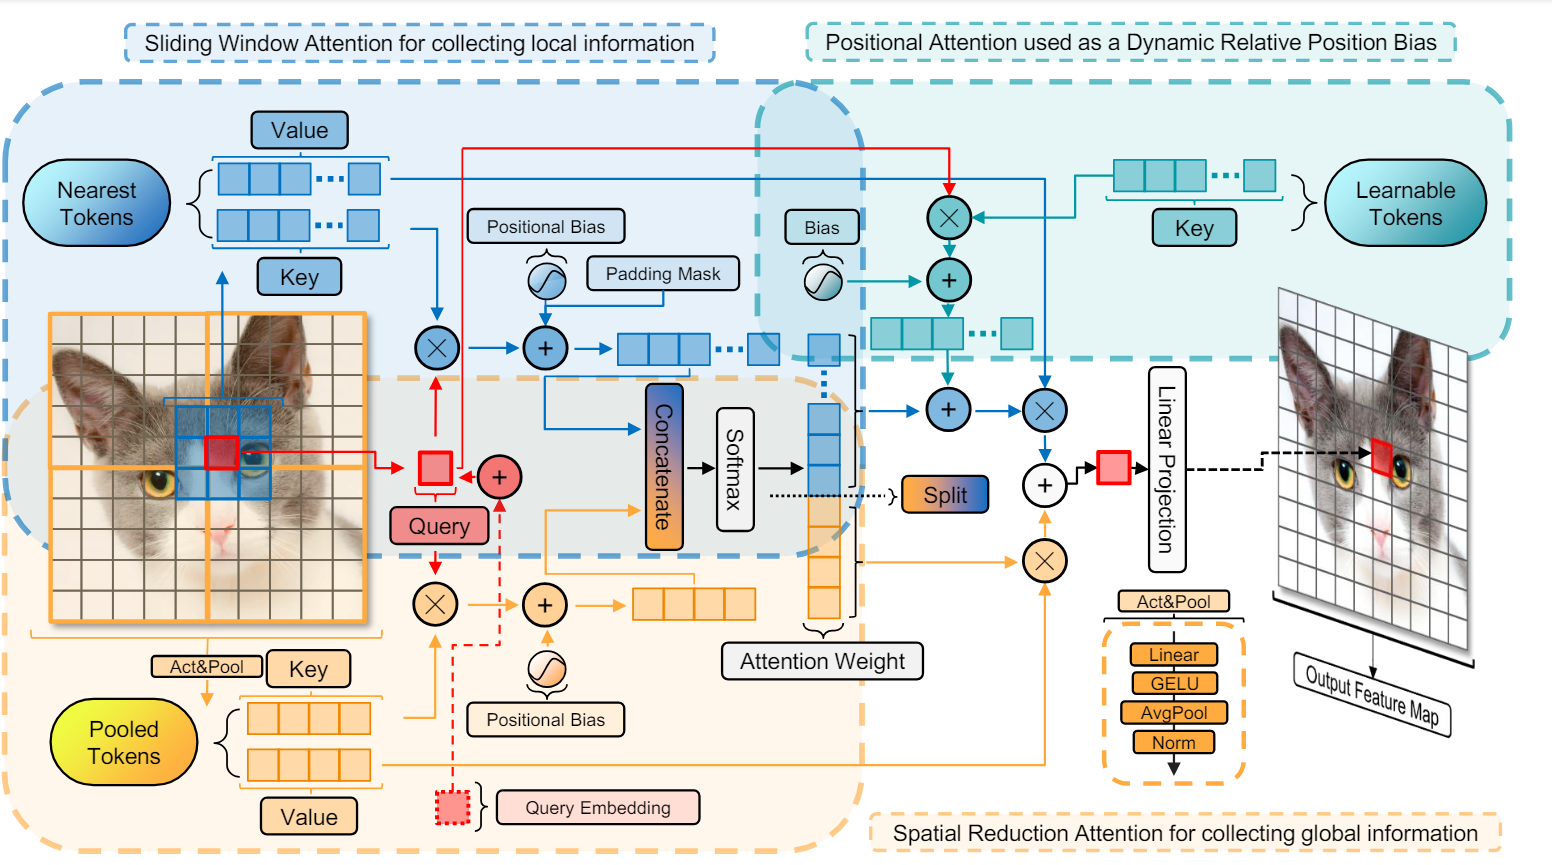 Sliding Window Attention for collecting local information
Positional Attention used as a Dynamic Relative Position Bias
Value
Nearest
Tokens
Key
Positional Bias
Padding Mask
Bias
Learnable
Tokens
Key
Query
Concatenate
Softmax
Split
Linear Projection
Attention Weight
Act&Pool
Key
Pooled
Tokens
Value
Positional Bias
Query Embedding
Act&Pool
Linear
GELU
AvgPool
Norm
Output Feature Map
Spatial Reduction Attention for collecting global information